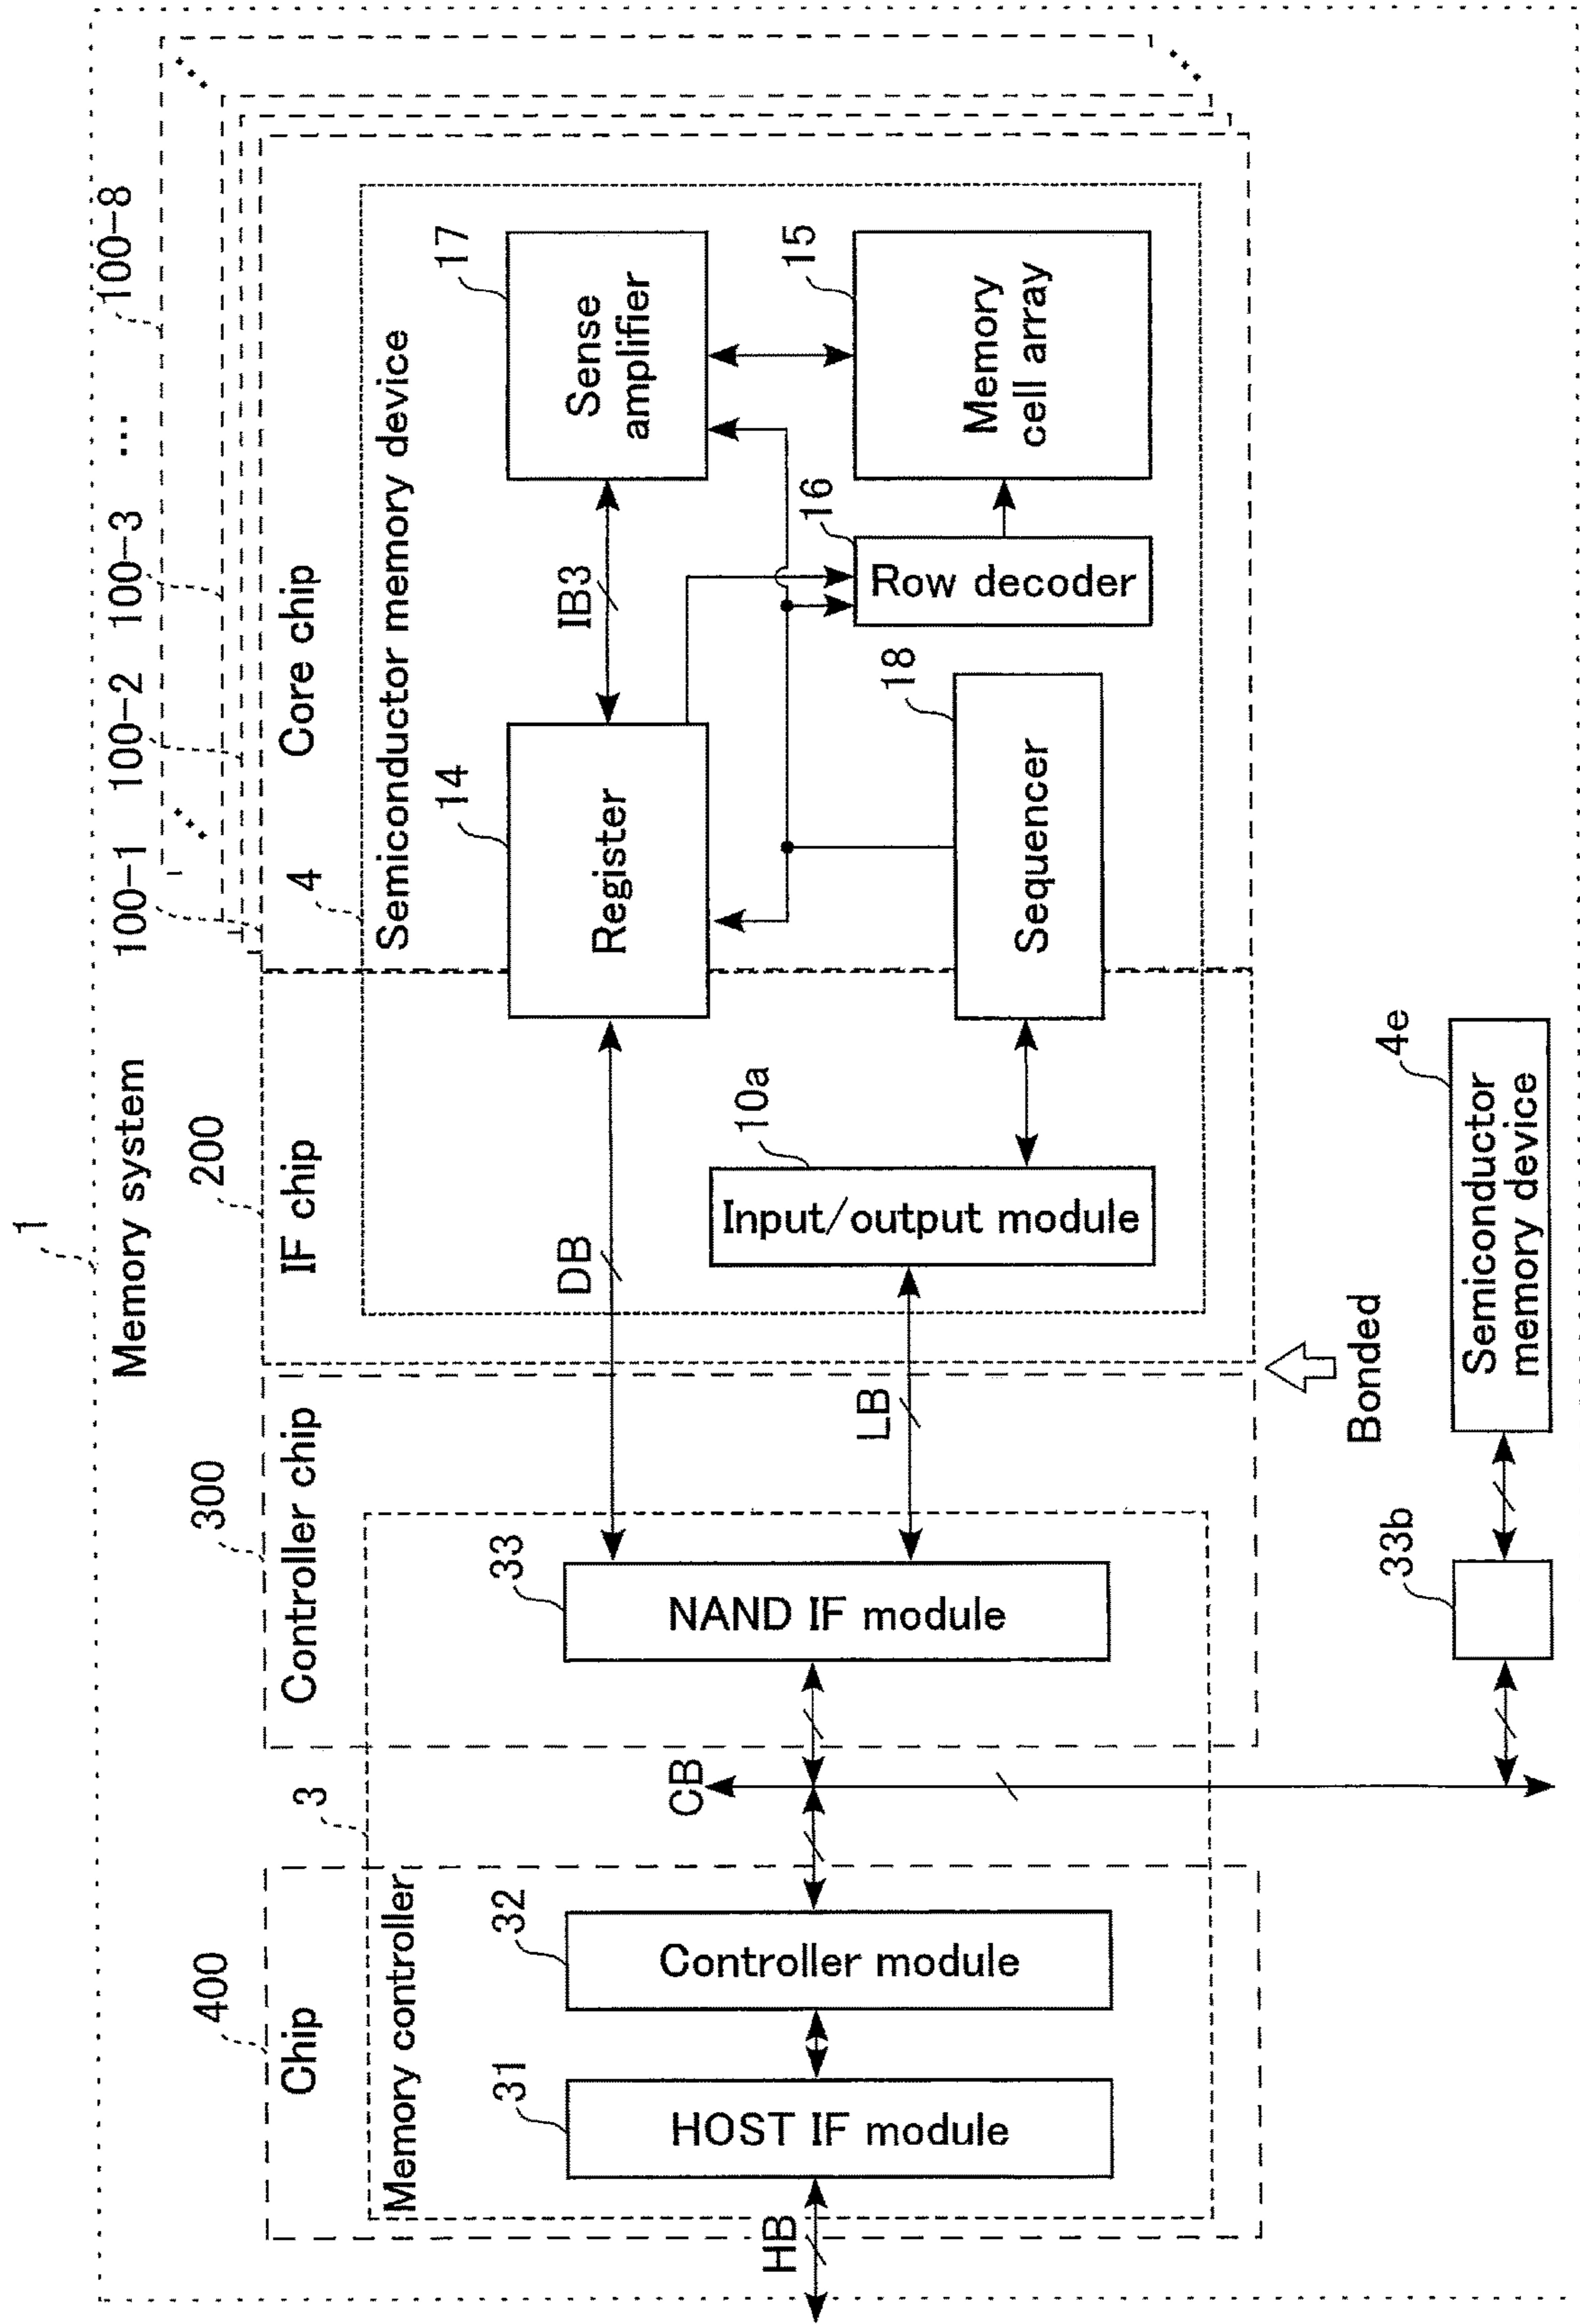 1
Memory system
400
Chip
Memory controller
HB
31
HOST IF module
32
Controller module
3
CB
300
Controller chip
33
NAND IF module
DB
LB
200
IF chip
10a
Input/output module
100-1
100-2
100-3
...
100-8
Core chip
4
Semiconductor memory device
14
Register
IB3
17
Sense
amplifier
18
Sequencer
16
Row decoder
15
Memory
cell array
Bonded
33b
4e
Semiconductor
memory device